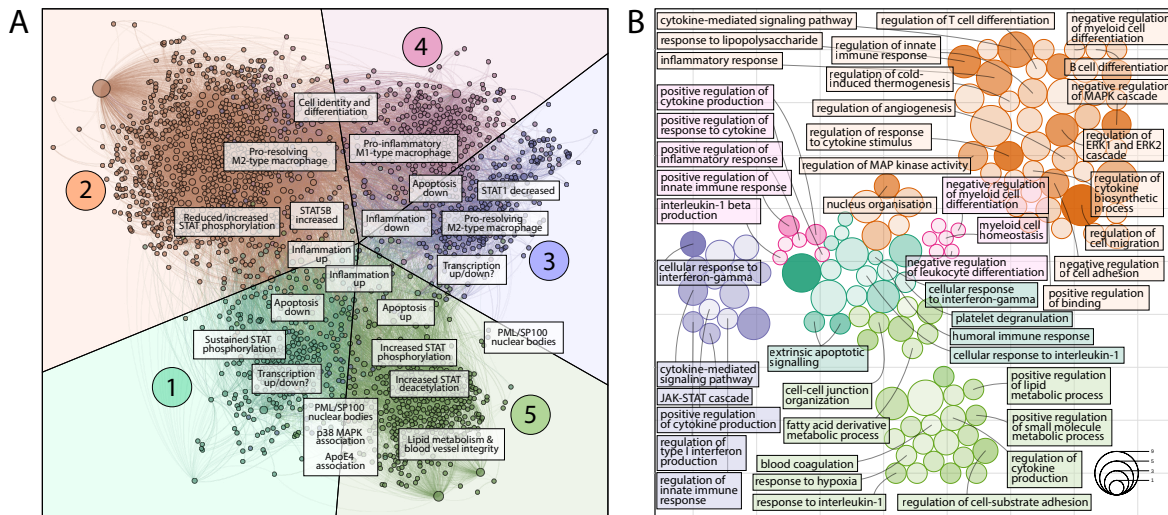 A
4
Cell identity and
differentiation
Pro-resolving
M2-type macrophage
Pro-inflammatory
M1-type macrophage
2
Apoptosis
down
STAT1 decreased
Reduced/increased
STAT phosphorylation
STAT5B
increased
Inflammation
down
Pro-resolving
M2-type macrophage
Inflammation
up
3
Inflammation
up
Transcription
up/down?
Apoptosis
down
Apoptosis
up
PML/SP100
nuclear bodies
Sustained STAT
phosphorylation
Increased STAT
phosphorylation
1
Transcription
up/down?
Increased STAT
deacetylation
PML/SP100
nuclear bodies
p38 MAPK
association
ApoE4
association
5
Lipid metabolism &
blood vessel integrity
B
cytokine-mediated signaling pathway
regulation of T cell differentiation
negative regulation
of myeloid cell
differentiation
response to lipopolysaccharide
regulation of innate
immune response
inflammatory response
B cell differentiation
regulation of cold-
induced thermogenesis
negative regulation
of MAPK cascade
positive regulation of
cytokine production
regulation of angiogenesis
positive regulation of
response to cytokine
regulation of response
to cytokine stimulus
regulation of
ERK1 and ERK2
cascade
positive regulation of
inflammatory response
regulation of MAP kinase activity
positive regulation of
innate immune response
negative regulation of
myeloid cell
differentiation
regulation of
cytokine
biosynthetic
process
interleukin-1 beta
production
nucleus organisation
myeloid cell
homeostasis
regulation
of cell migration
cellular response to
interferon-gamma
negative regulation
of leukocyte differentiation
negative regulation
of cell adhesion
cellular response
to interferon-gamma
positive regulation
of binding
platelet degranulation
humoral immune response
extrinsic apoptotic
signalling
cellular response to interleukin-1
cytokine-mediated
signaling pathway
JAK-STAT cascade
cell-cell junction
organization
positive regulation
of lipid
metabolic process
positive regulation
of cytokine production
fatty acid derivative
metabolic process
positive regulation
of small molecule
metabolic process
regulation of
type I interferon
production
blood coagulation
regulation of
cytokine
production
regulation of
innate immune
response
response to hypoxia
response to interleukin-1
regulation of cell-substrate adhesion
9
5
3
1